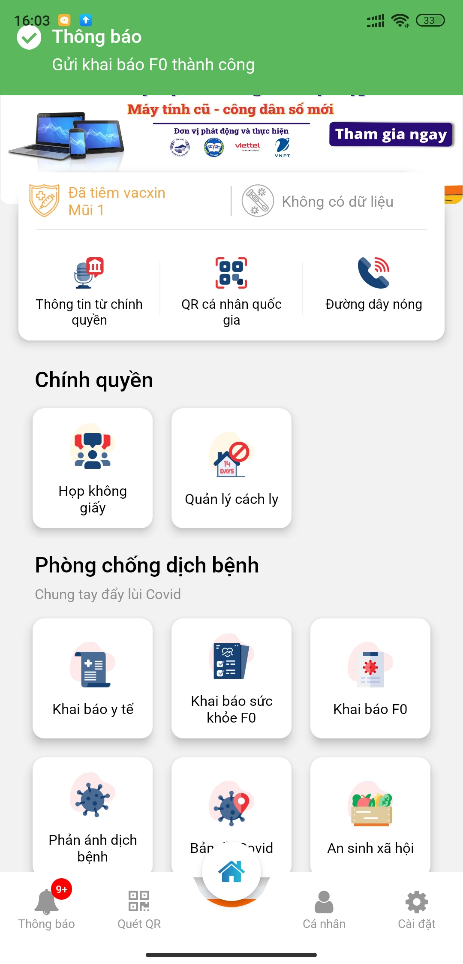 16:03
33
Thông báo
Gửi khai báo F0 thành công
Máy tính cũ - công dân số mới
Đơn vị phát động và thực hiện
viettel
VNPT
Tham gia ngay
Đã tiêm vacxin
Mũi 1
Không có dữ liệu
Thông tin từ chính
quyền
QR cá nhân quốc
gia
Đường dây nóng
Chính quyền
14
DAYS
Họp không
giấy
Quản lý cách ly
Phòng chống dịch bệnh
Chung tay đẩy lùi Covid
Khai báo y tế
Khai báo sức
khỏe F0
Khai báo F0
Phản ánh dịch
bệnh
Covid
An sinh xã hội
9+
Thông báo
Quét QR
Cá nhân
Cài đặt